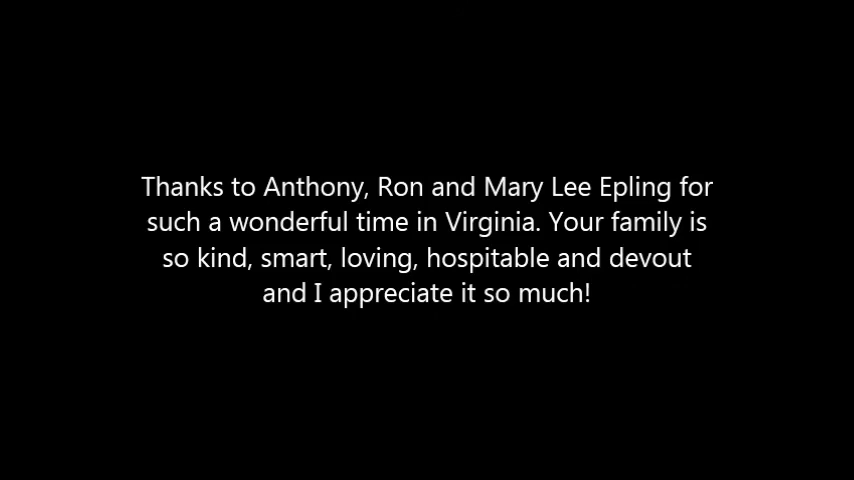 Thanks to Anthony, Ron and Mary Lee Epling for
such a wonderful time in Virginia. Your family is
so kind, smart, loving, hospitable and devout
and I appreciate it so much!